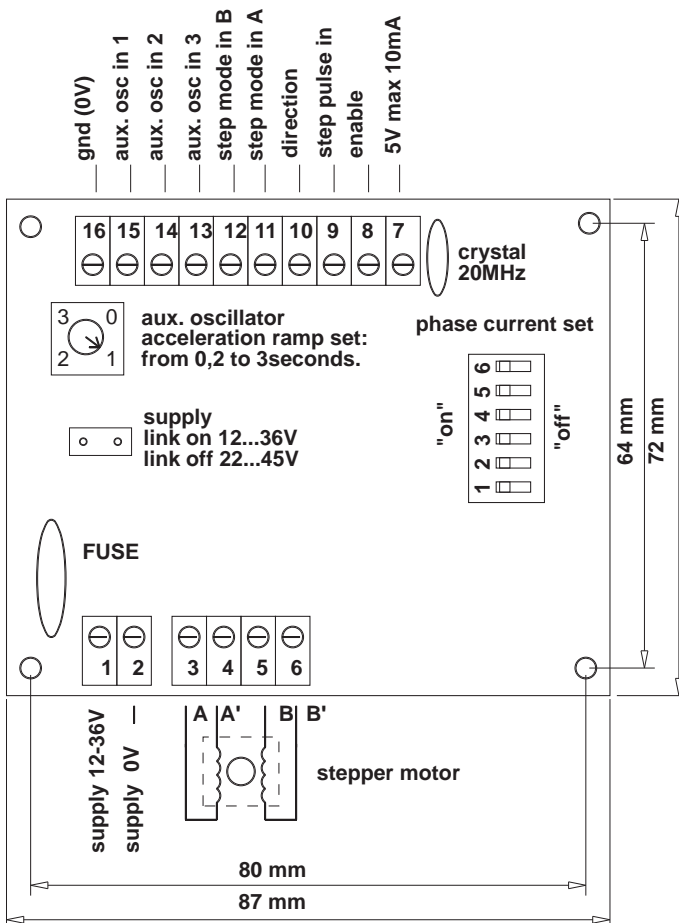 gnd (0V)
aux. osc in 1
aux. osc in 2
aux. osc in 3
step mode in B
step mode in A
direction
step pulse in
enable
5V max 10mA
16 15 14 13 12 11 10 9 8 7
crystal
20MHz
3 0
2 1
aux. oscillator
acceleration ramp set:
from 0,2 to 3seconds.
phase current set
"on"
6
5
4
3
2
1
"off"
supply
link on 12...36V
link off 22...45V
64 mm
72 mm
FUSE
1 2 3 4 5 6
A A' B B'
supply 12-36V
supply 0V
stepper motor
80 mm
87 mm